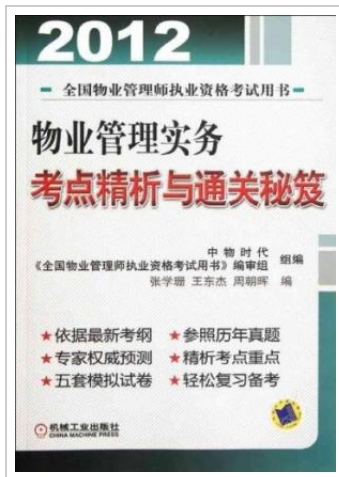 2012
全国物业管理师执业资格考试用书
物业管理实务
考点精析与通关秘笈
中物时代
《全国物业管理师执业资格考试用书》编审组 组编
张学珊 王东杰 周朝晖 编
★依据最新考纲 ★参照历年真题
★专家权威预测 ★精析考点重点
★五套模拟试卷 ★轻松复习备考
机械工业出版社
CHINA MACHINE PRESS